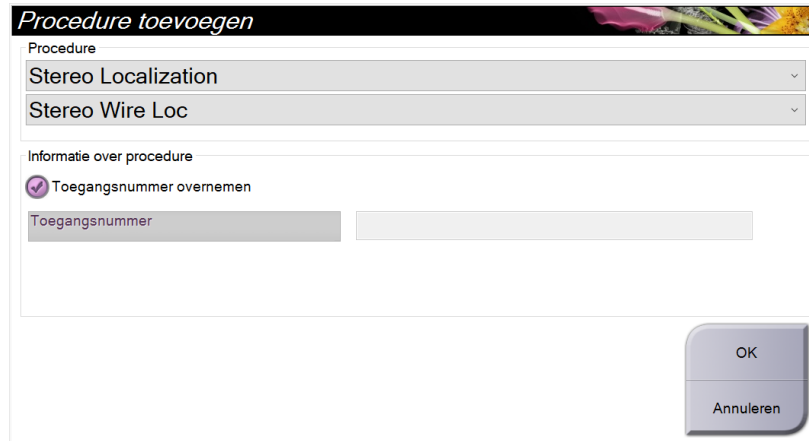 Procedure toevoegen
Procedure
Stereo Localization
Stereo Wire Loc
Informatie over procedure
Toegangsnummer overnemen
Toegangsnummer
OK
Annuleren